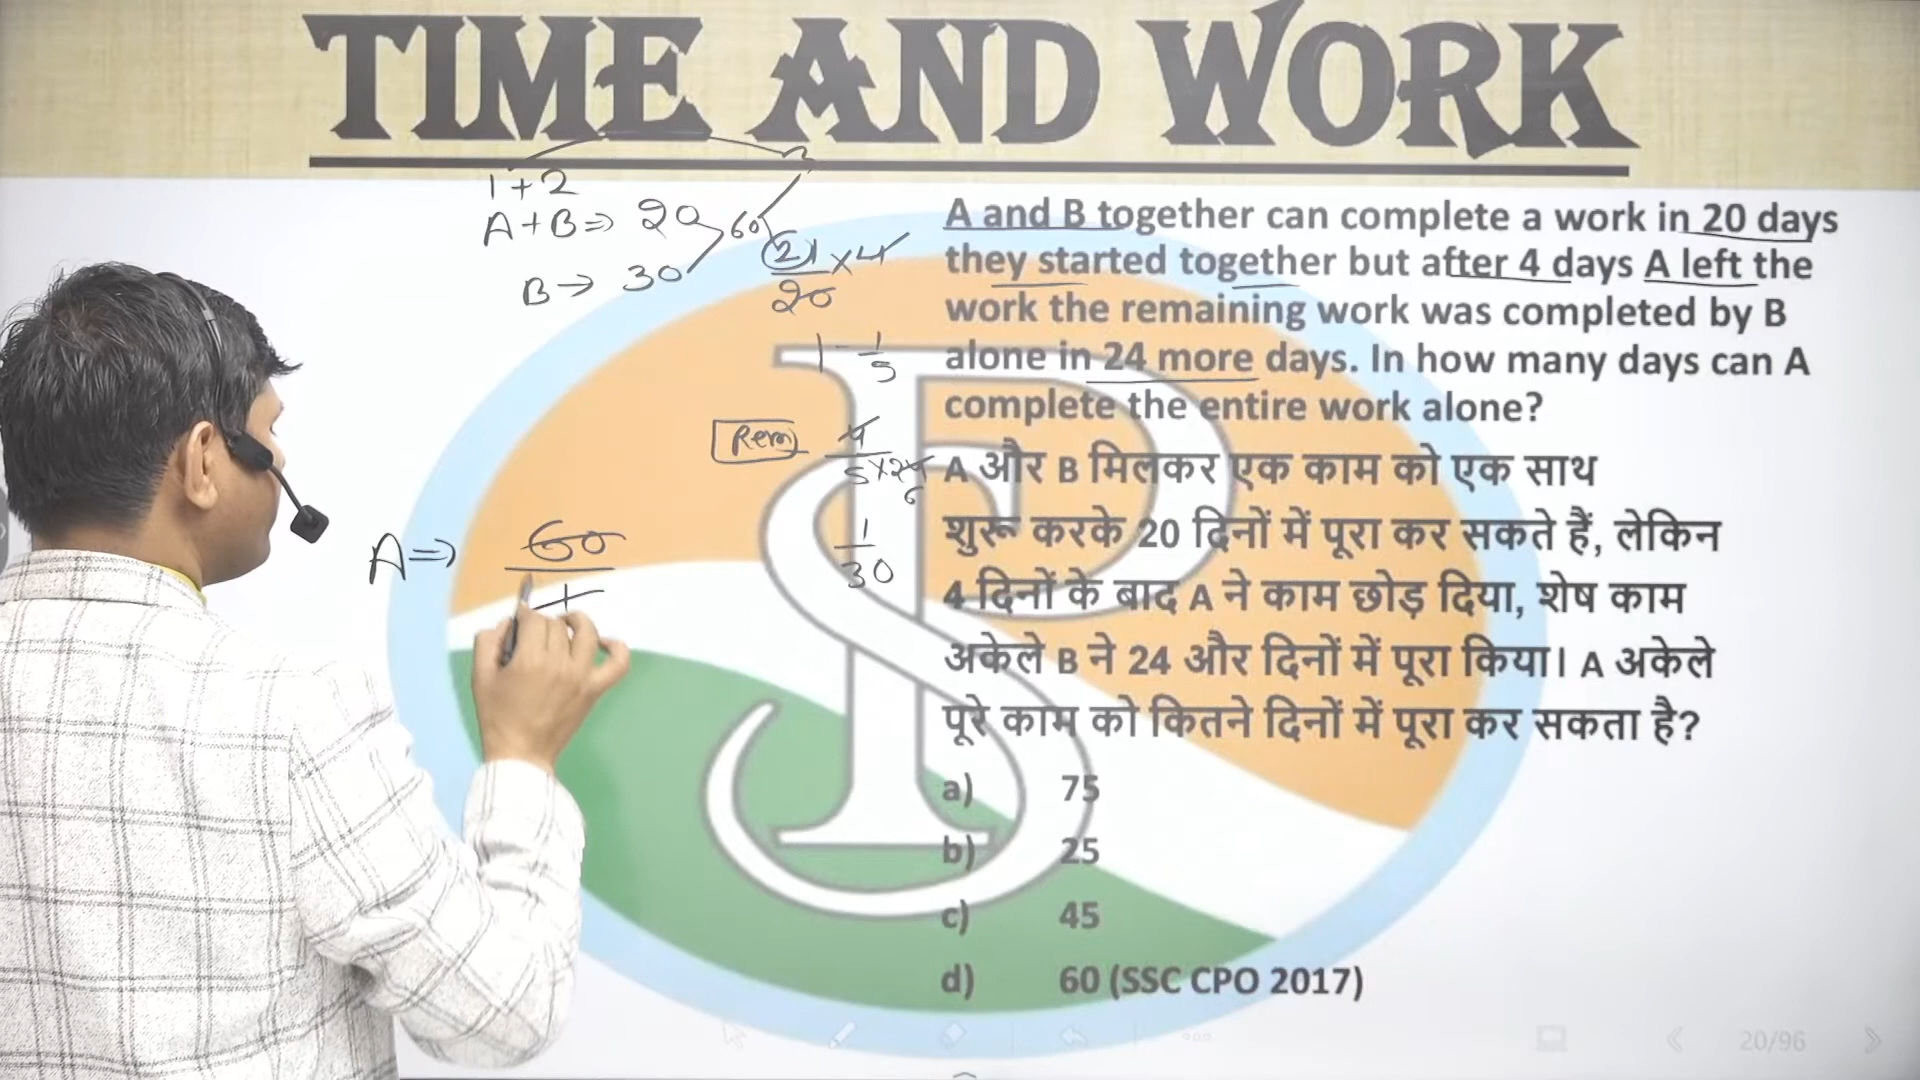 TIME AND WORK
1+2
A+B⇒ 20
60
B→ 30
21 × 4
20
1 - 1/5
Rem
4
5 × 24
6
1
30
A⇒ 60
1
A and B together can complete a work in 20 days
they started together but after 4 days A left the
work the remaining work was completed by B
alone in 24 more days. In how many days can A
complete the entire work alone?
A और B मिलकर एक काम को एक साथ
शुरू करके 20 दिनों में पूरा कर सकते हैं, लेकिन
4 दिनों के बाद A ने काम छोड़ दिया, शेष काम
अकेले B ने 24 और दिनों में पूरा किया। A अकेले
पूरे काम को कितने दिनों में पूरा कर सकता है?
a) 75
b) 25
c) 45
d) 60 (SSC CPO 2017)
20/96